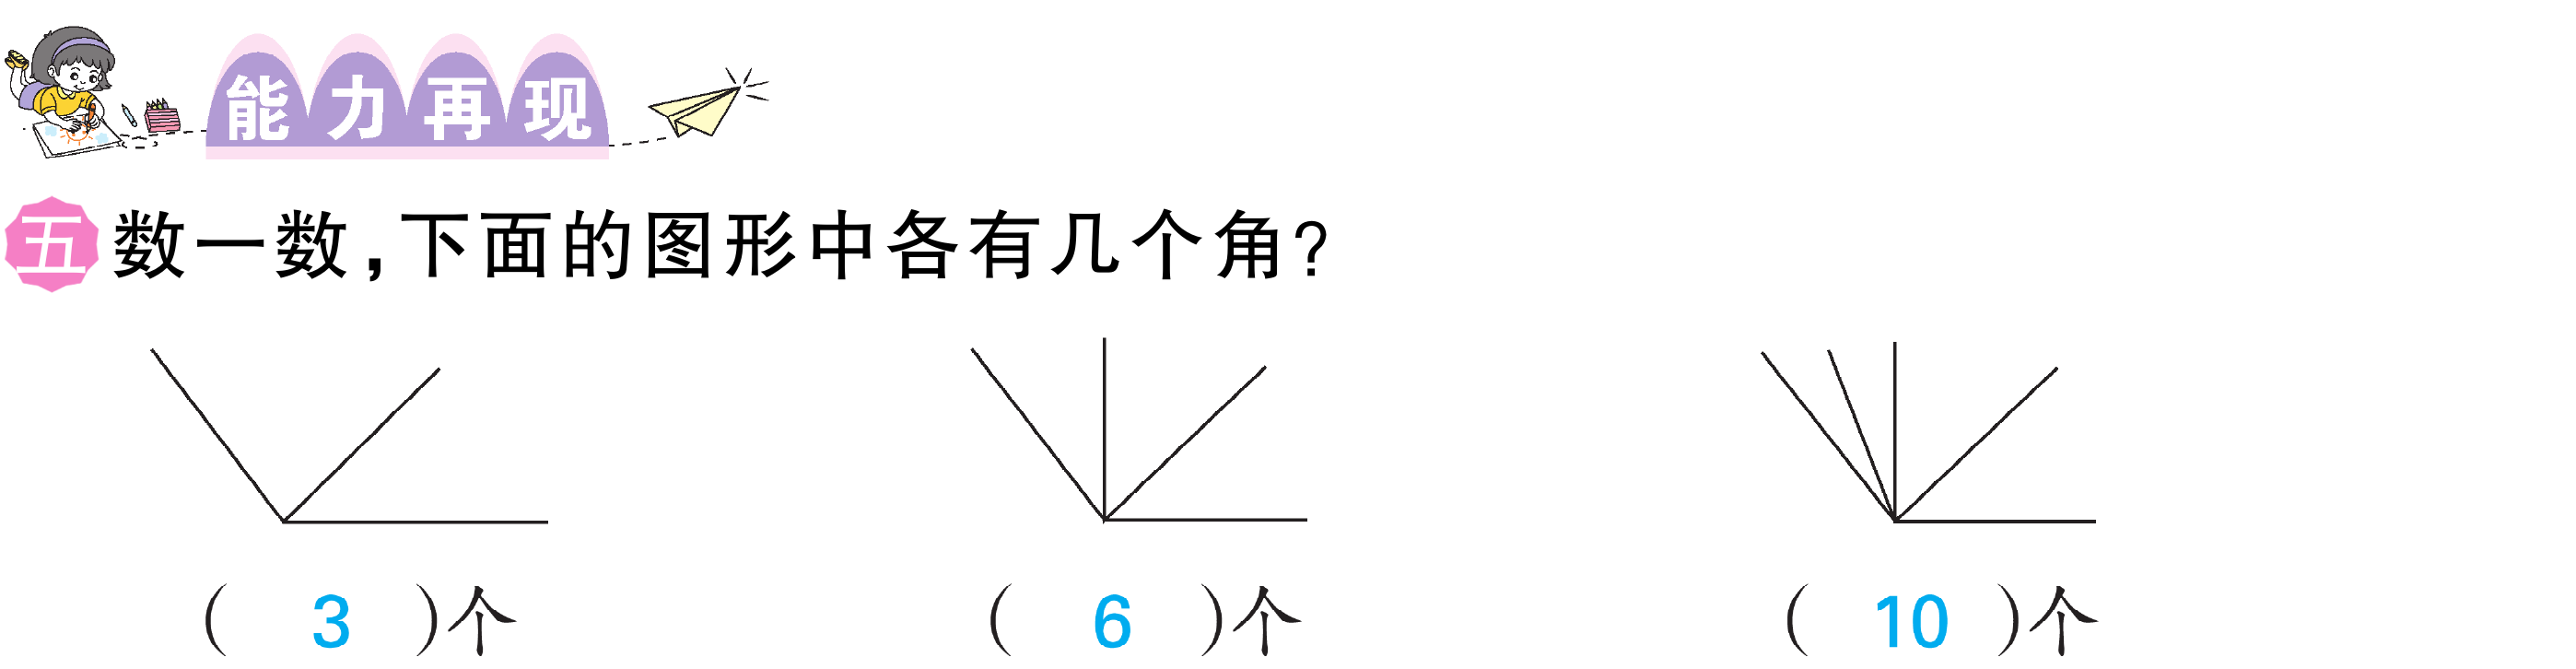 能力再现
五 数一数,下面的图形中各有几个角?
( 3 )个 ( 6 )个 ( 10 )个